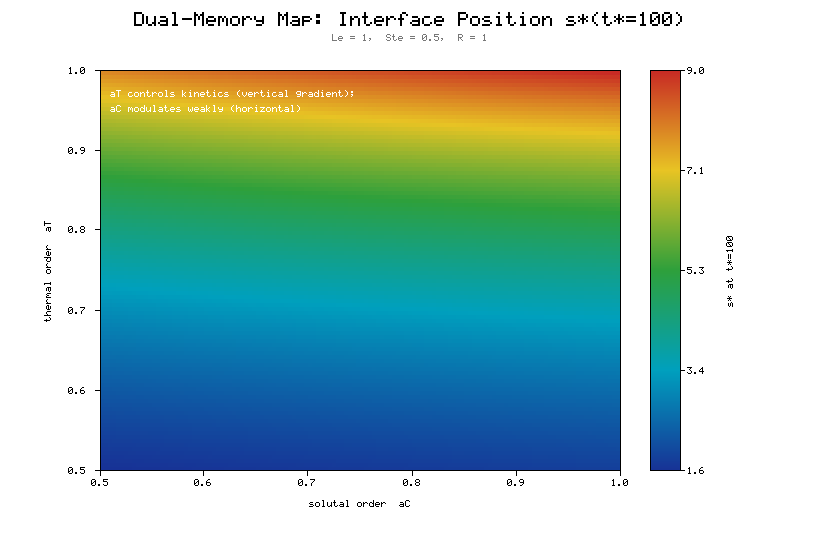 Dual-Memory Map: Interface Position s*(t*=100)
Le = 1,  Ste = 0.5,  R = 1
aT controls kinetics (vertical gradient);
aC modulates weakly (horizontal)
1.0
0.9
0.8
0.7
0.6
0.5
thermal order  aT
0.5
0.6
0.7
0.8
0.9
1.0
solutal order  aC
9.0
7.1
5.3
3.4
1.6
s* at t*=100